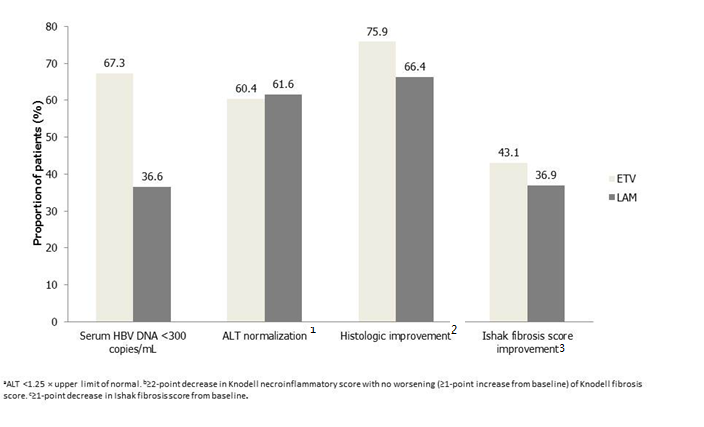 80
70
60
50
40
30
20
10
0
Proportion of patients (%)
67.3
36.6
60.4
61.6
75.9
66.4
43.1
36.9
ETV
LAM
Serum HBV DNA <300
copies/mL
ALT normalization 1
Histologic improvement2
Ishak fibrosis score
improvement3
ᵃALT <1.25 × upper limit of normal. ᵇ≥2-point decrease in Knodell necroinflammatory score with no worsening (≥1-point increase from baseline) of Knodell fibrosis
score. ᶜ≥1-point decrease in Ishak fibrosis score from baseline.